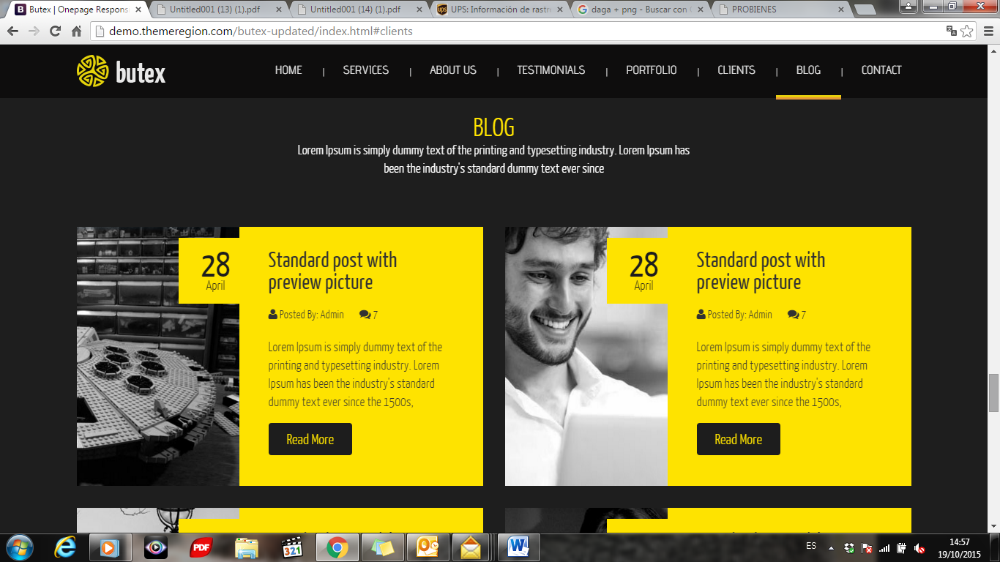 Butex | Onepage Respons
Untitled001 (13) (1).pdf
Untitled001 (14) (1).pdf
UPS: Información de rastre
daga + png - Buscar con
PROBIENES
demo.themeregion.com/butex-updated/index.html#clients
butex
HOME | SERVICES | ABOUT US | TESTIMONIALS | PORTFOLIO | CLIENTS | BLOG | CONTACT
BLOG
Lorem Ipsum is simply dummy text of the printing and typesetting industry. Lorem Ipsum has
been the industry's standard dummy text ever since
28
April
Standard post with
preview picture
Posted By: Admin 7
Lorem Ipsum is simply dummy text of the
printing and typesetting industry. Lorem
Ipsum has been the industry's standard
dummy text ever since the 1500s,
Read More
28
April
Standard post with
preview picture
Posted By: Admin 7
Lorem Ipsum is simply dummy text of the
printing and typesetting industry. Lorem
Ipsum has been the industry's standard
dummy text ever since the 1500s,
Read More
PDF
321
ES
14:57
19/10/2015